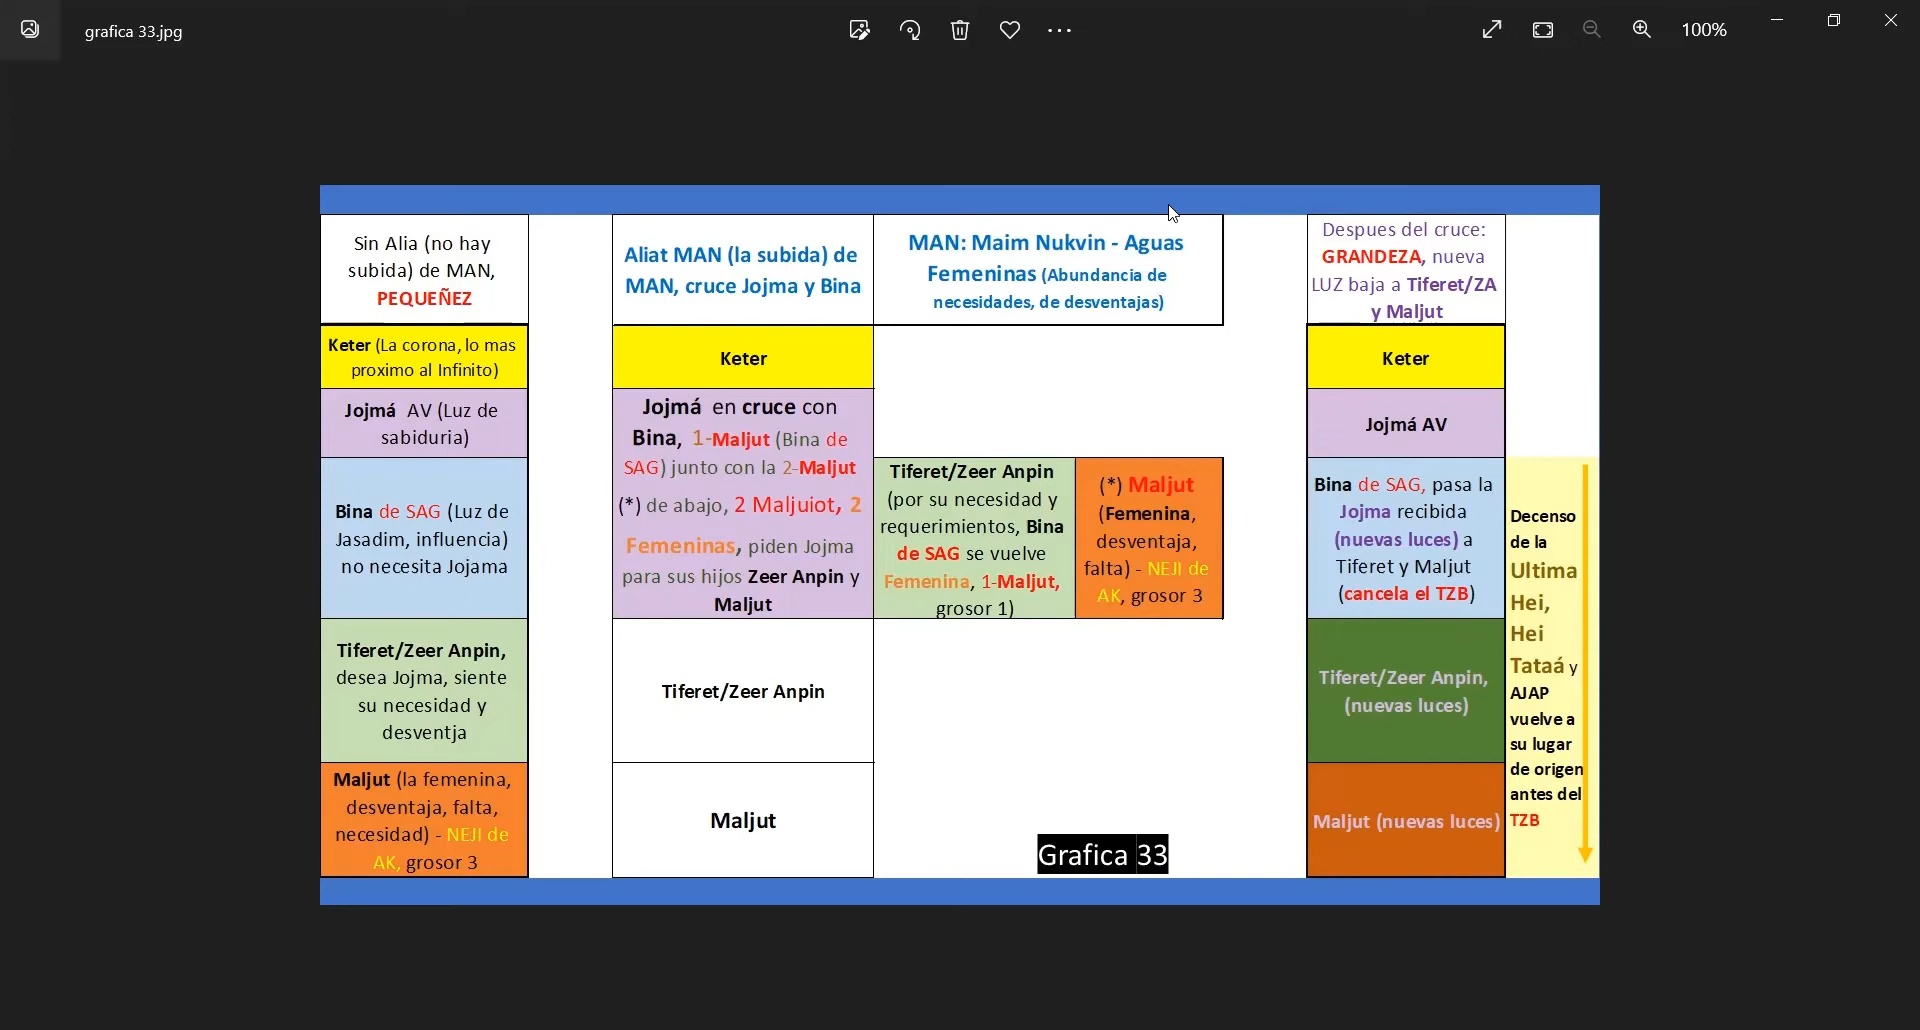 grafica 33.jpg
100%
Sin Alia (no hay
subida) de MAN,
PEQUEÑEZ
Keter (La corona, lo mas
proximo al Infinito)
Jojmá AV (Luz de
sabiduria)
Bina de SAG (Luz de
Jasadim, influencia)
no necesita Jojama
Tiferet/Zeer Anpin,
desea Jojma, siente
su necesidad y
desventja
Maljut (la femenina,
desventaja, falta,
necesidad) - NEJI de
AK, grosor 3
Aliat MAN (la subida) de
MAN, cruce Jojma y Bina
Keter
Jojmá en cruce con
Bina, 1-Maljut (Bina de
SAG) junto con la 2-Maljut
(*) de abajo, 2 Maljuiot, 2
Femeninas, piden Jojma
para sus hijos Zeer Anpin y
Maljut
Tiferet/Zeer Anpin
Maljut
MAN: Maim Nukvin - Aguas
Femeninas (Abundancia de
necesidades, de desventajas)
Tiferet/Zeer Anpin
(por su necesidad y
requerimientos, Bina
de SAG se vuelve
Femenina, 1-Maljut,
grosor 1)
(*) Maljut
(Femenina,
desventaja,
falta) - NEJI de
AK, grosor 3
Grafica 33
Despues del cruce:
GRANDEZA, nueva
LUZ baja a Tiferet/ZA
y Maljut
Keter
Jojmá AV
Bina de SAG, pasa la
Jojma recibida
(nuevas luces) a
Tiferet y Maljut
(cancela el TZB)
Tiferet/Zeer Anpin,
(nuevas luces)
Maljut (nuevas luces)
Decenso
de la
Ultima
Hei,
Hei
Tataá y
AJAP
vuelve a
su lugar
de origen
antes del
TZB